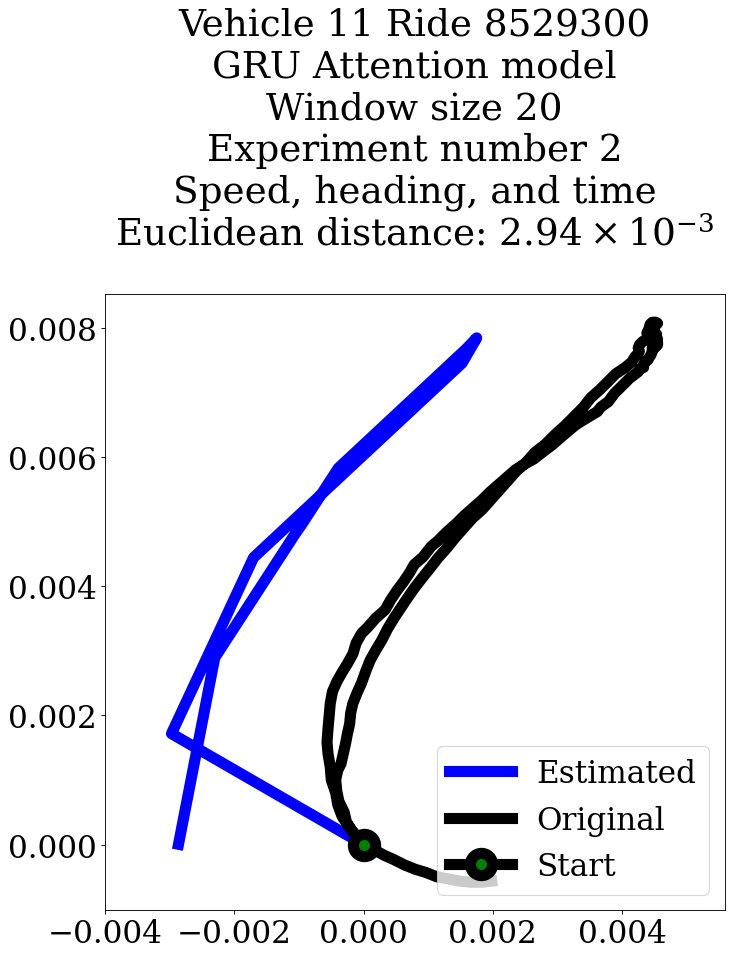 Vehicle 11 Ride 8529300
GRU Attention model
Window size 20
Experiment number 2
Speed, heading, and time
Euclidean distance: 2.94 × 10⁻³
0.008
0.006
0.004
0.002
0.000
Estimated
Original
Start
−0.004 −0.002 0.000 0.002 0.004